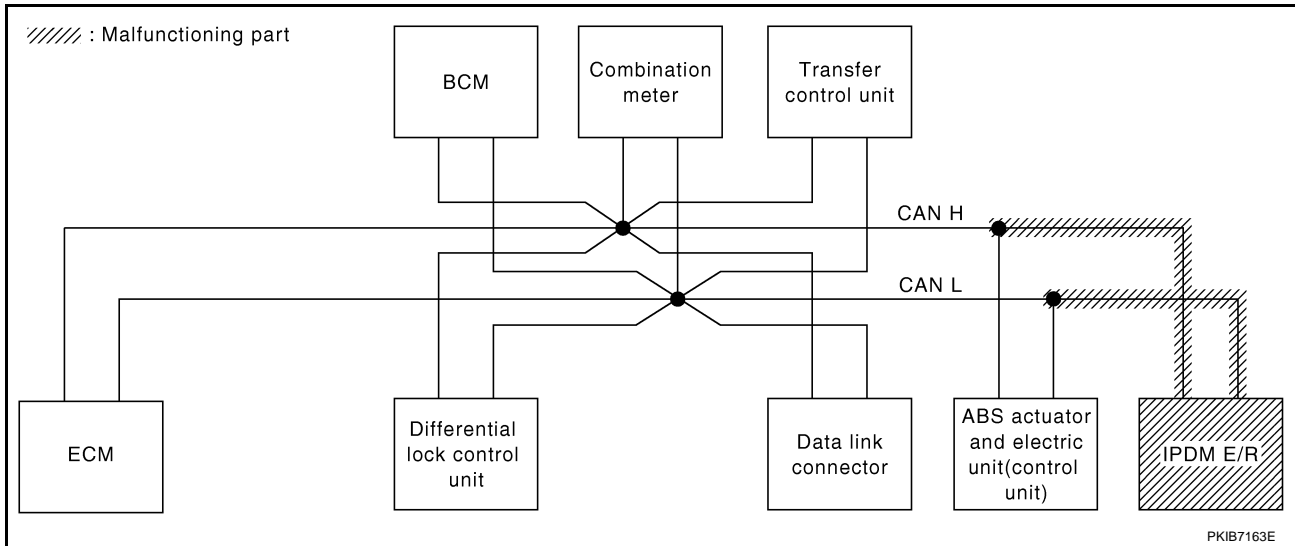 : Malfunctioning part
BCM
Combination
meter
Transfer
control unit
CAN H
CAN L
ECM
Differential
lock control
unit
Data link
connector
ABS actuator
and electric
unit(control
unit)
IPDM E/R
PKIB7163E